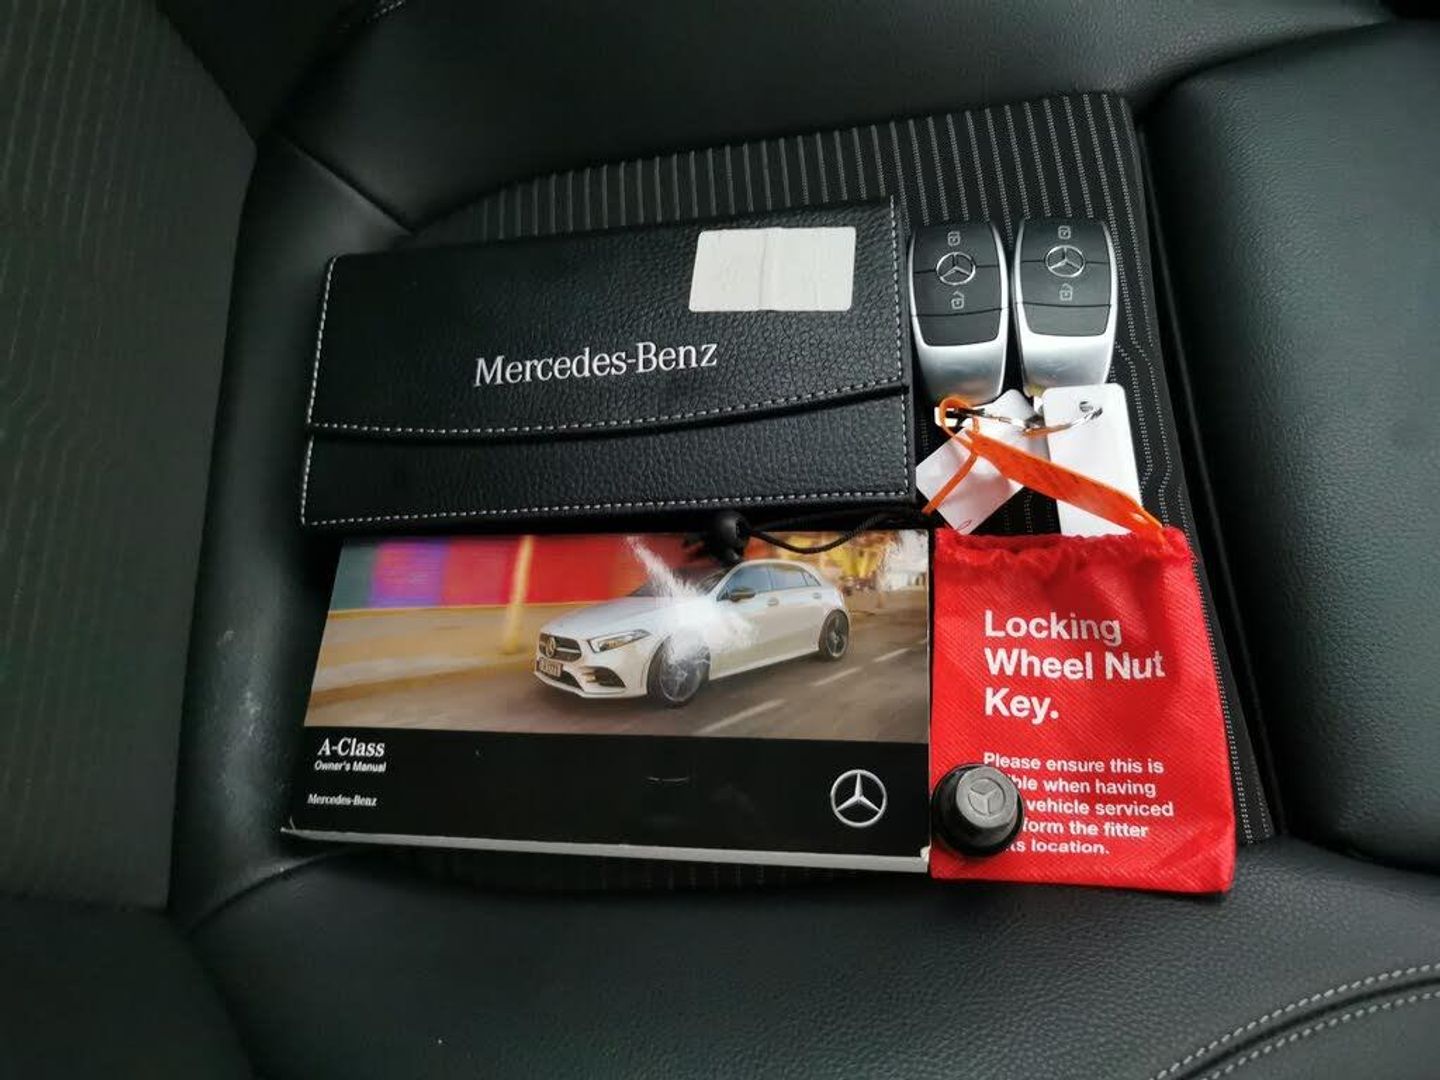 Mercedes-Benz
A-Class
Owner's Manual
Mercedes-Benz
Locking
Wheel Nut
Key.
Please ensure this is
when having
vehicle serviced
the fitter
location.